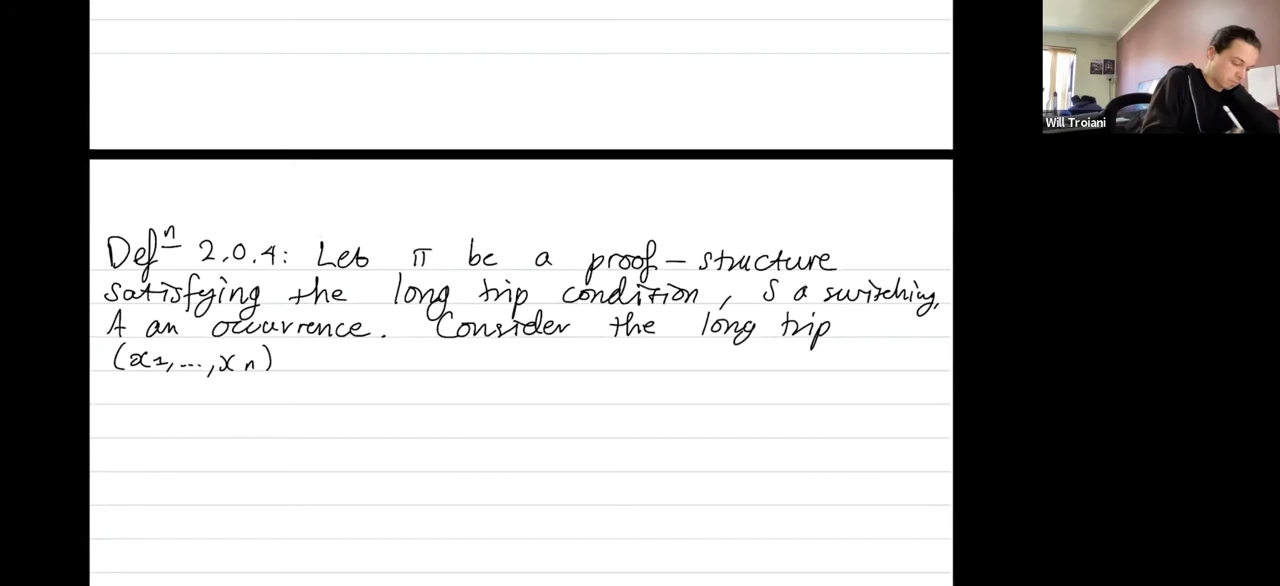 Defⁿ 2.0.4: Let π be a proof-structure
satisfying the long trip condition, S a switching,
A an occurrence. Consider the long trip
(x1,...,xn)
Will Troiani